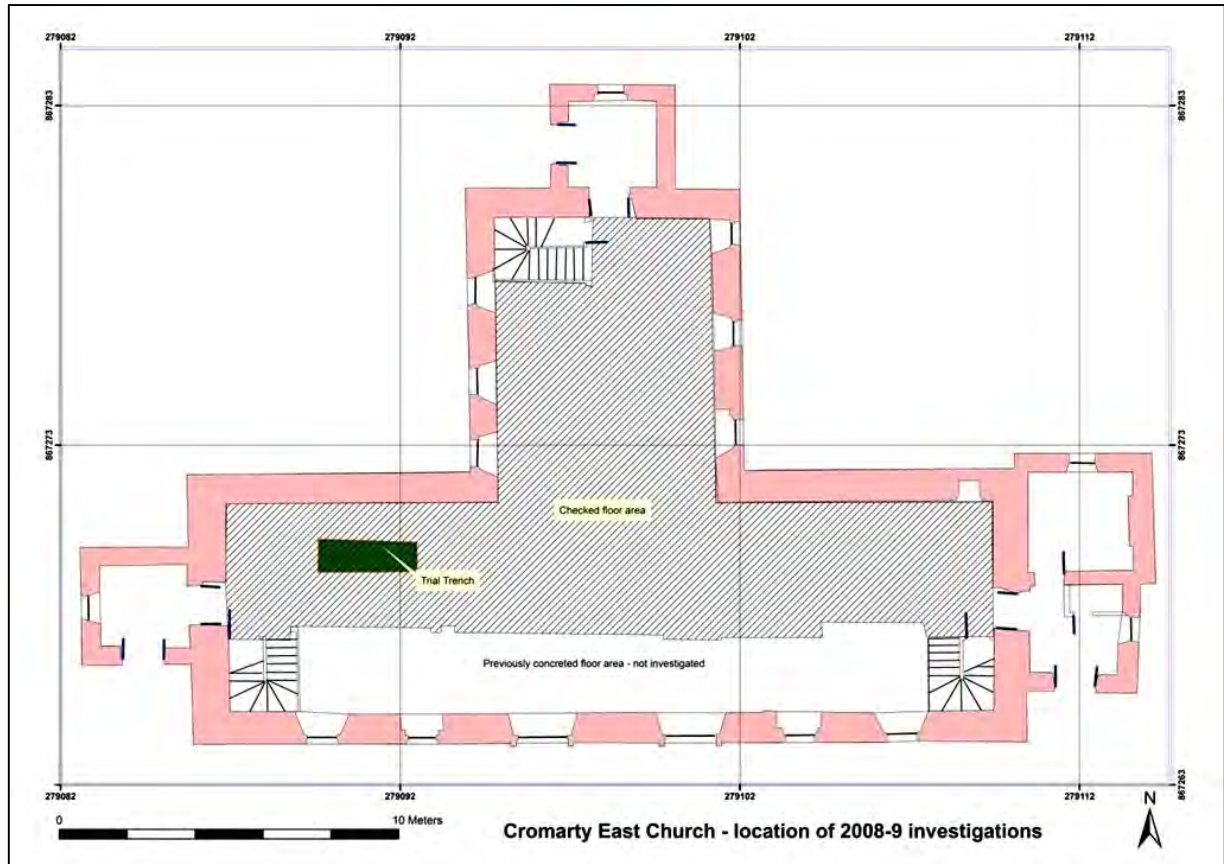 279082
279092
279102
279112
867283
867283
867273
867273
Checked floor area
Trial Trench
Previously concreted floor area - not investigated
867263
279082
279092
279102
279112
N
0
10 Meters
Cromarty East Church - location of 2008-9 investigations